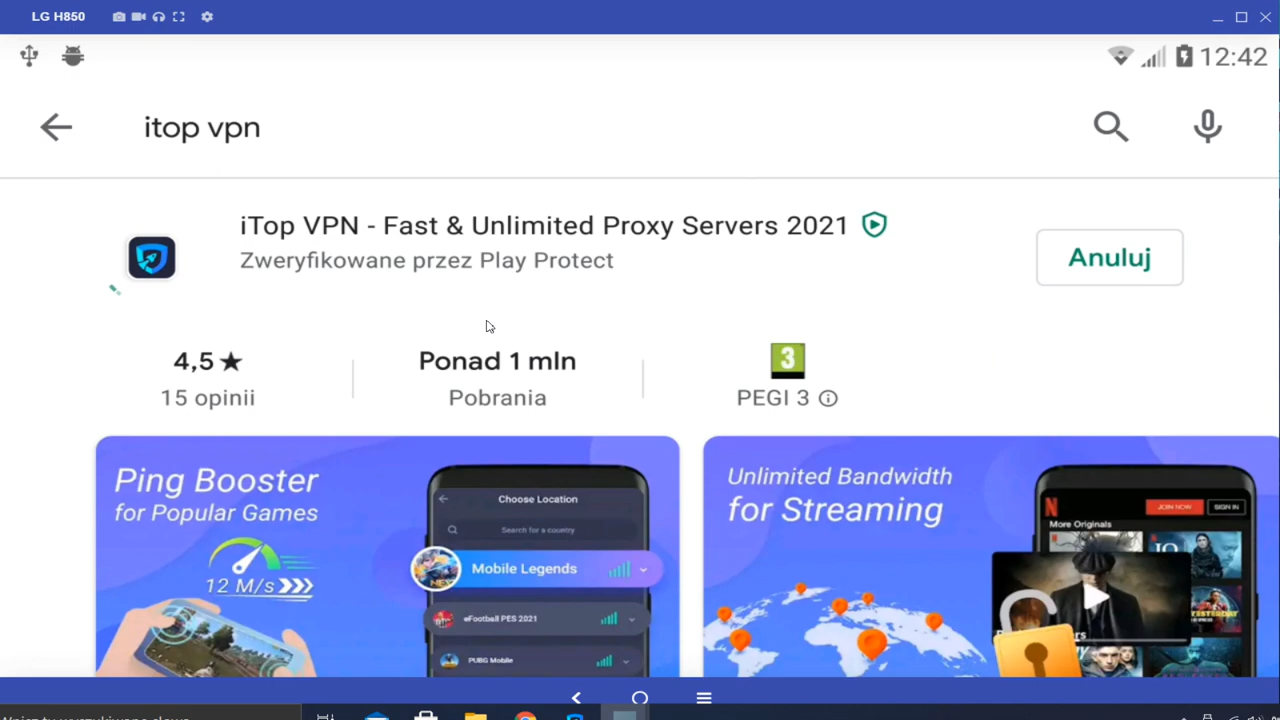 LG H850
12:42
itop vpn
iTop VPN - Fast & Unlimited Proxy Servers 2021
Zweryfikowane przez Play Protect
Anuluj
4,5★
15 opinii
Ponad 1 mln
Pobrania
3
PEGI 3
Ping Booster
for Popular Games
12 M/s
Choose Location
Search for a country
Mobile Legends
eFootball PES 2021
PUBG Mobile
Unlimited Bandwidth
for Streaming
N
JOIN NOW
SIGN IN
More Originals